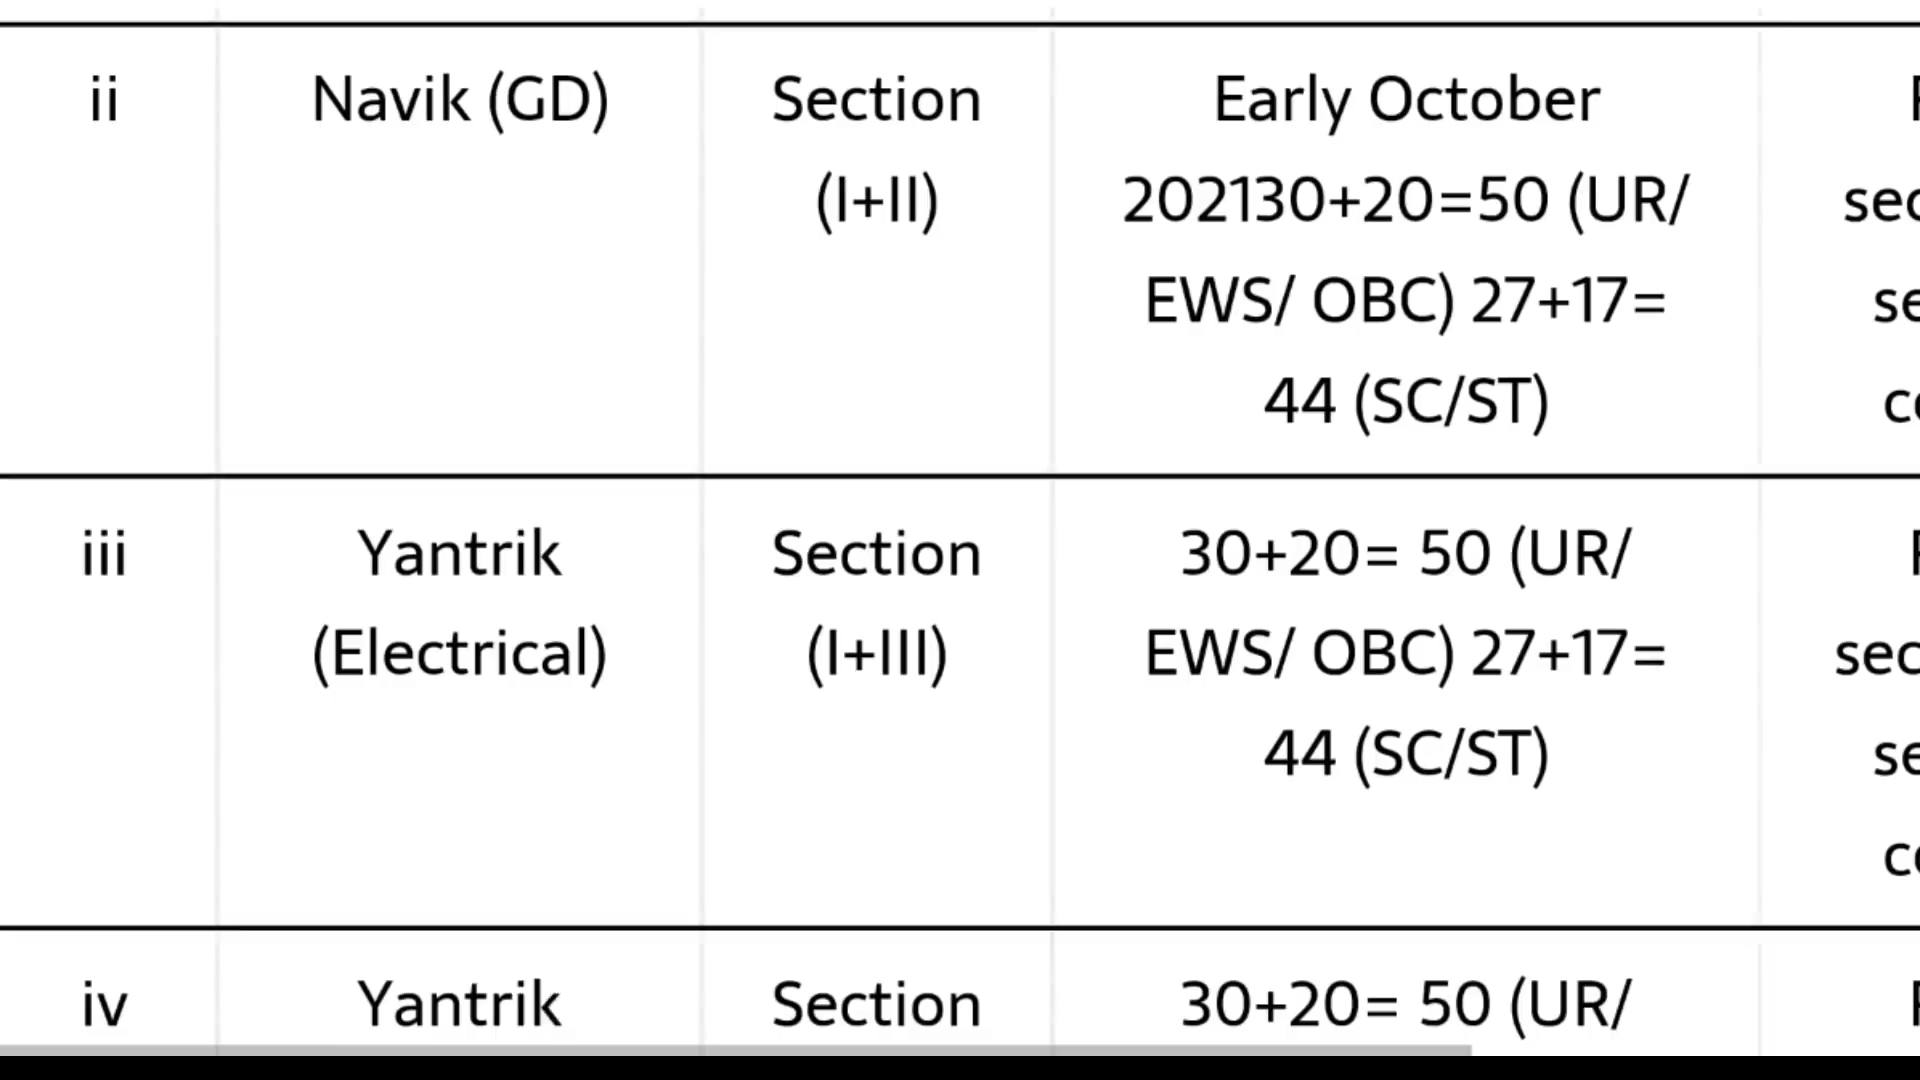 ii
Navik (GD)
Section
(I+II)
Early October
202130+20=50 (UR/
EWS/ OBC) 27+17=
44 (SC/ST)
iii
Yantrik
(Electrical)
Section
(I+III)
30+20= 50 (UR/
EWS/ OBC) 27+17=
44 (SC/ST)
iv
Yantrik
Section
30+20= 50 (UR/